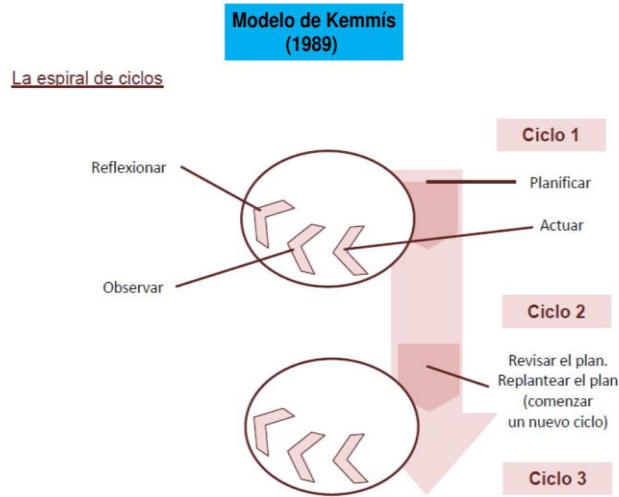 Modelo de Kemmís
(1989)
La espiral de ciclos
Ciclo 1
Reflexionar
Planificar
Actuar
Observar
Ciclo 2
Revisar el plan.
Replantear el plan
(comenzar
un nuevo ciclo)
Ciclo 3